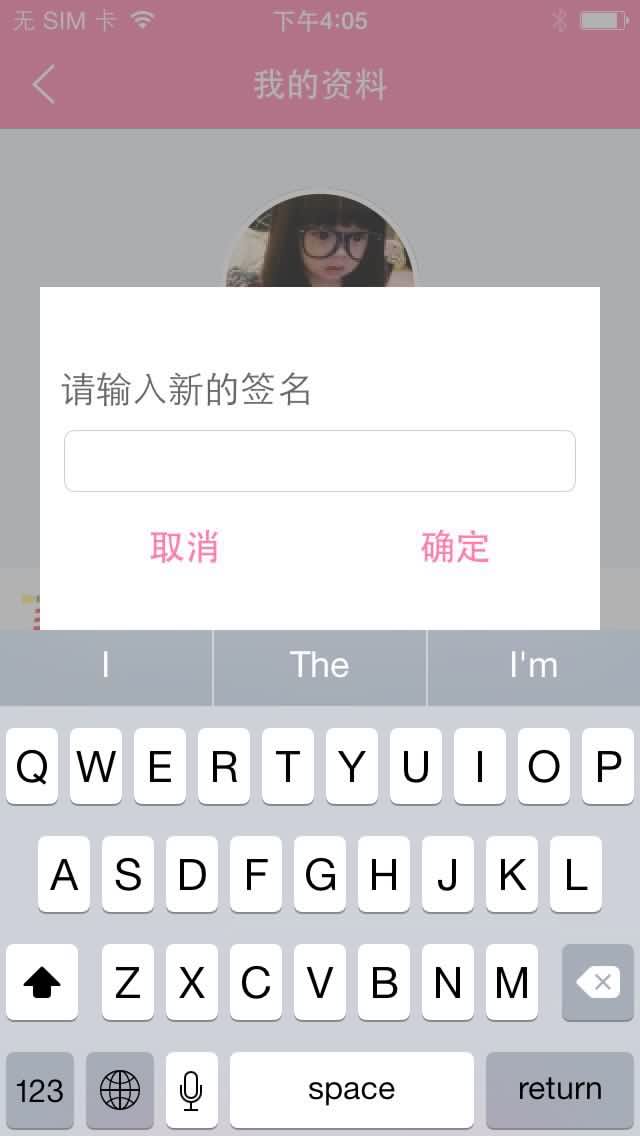 无 SIM 卡 下午4:05
我的资料
请输入新的签名
取消 确定
I The I'm
Q W E R T Y U I O P
A S D F G H J K L
Z X C V B N M
123 space return